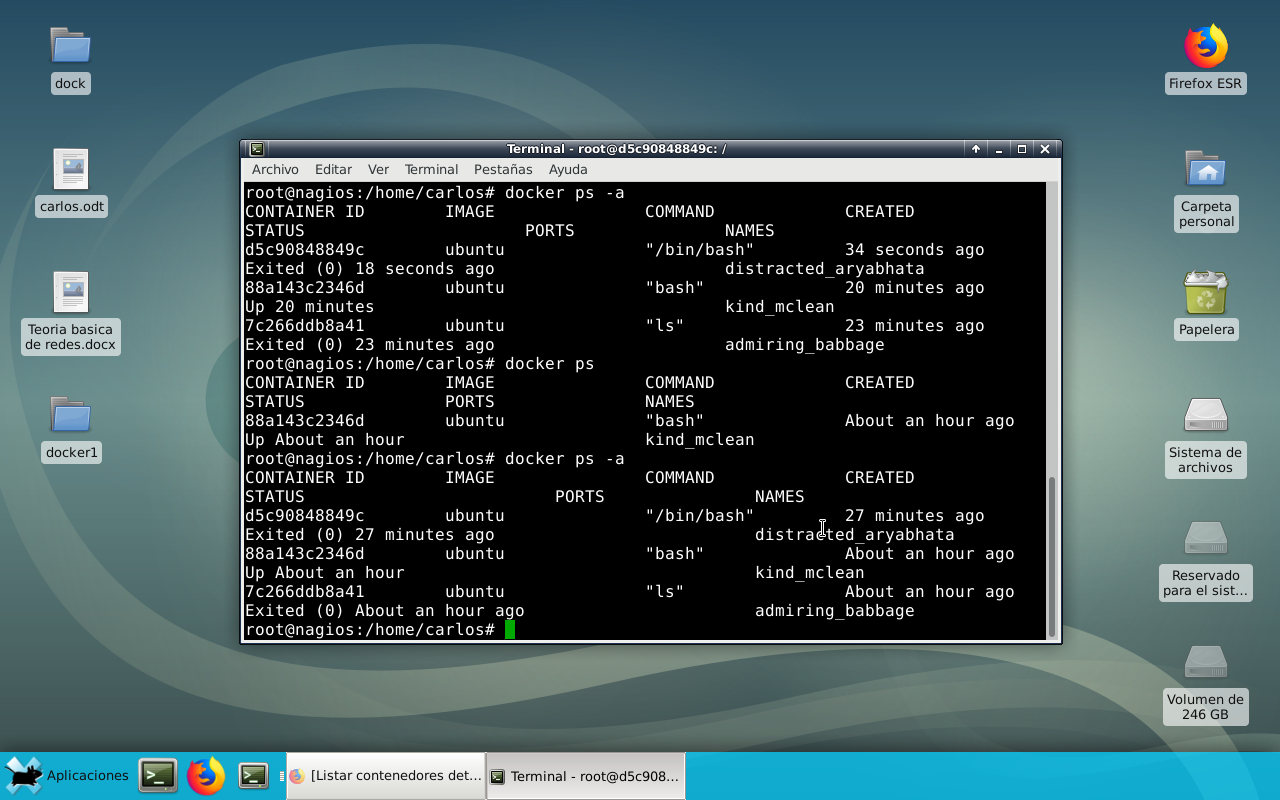 dock
carlos.odt
Teoria basica
de redes.docx
docker1
Firefox ESR
Carpeta
personal
Papelera
Sistema de
archivos
Reservado
para el sist...
Volumen de
246 GB
Terminal - root@d5c90848849c: /
Archivo Editar Ver Terminal Pestañas Ayuda
root@nagios:/home/carlos# docker ps -a
CONTAINER ID IMAGE COMMAND CREATED
STATUS PORTS NAMES
d5c90848849c ubuntu "/bin/bash" 34 seconds ago
Exited (0) 18 seconds ago distracted_aryabhata
88a143c2346d ubuntu "bash" 20 minutes ago
Up 20 minutes kind_mclean
7c266ddb8a41 ubuntu "ls" 23 minutes ago
Exited (0) 23 minutes ago admiring_babbage
root@nagios:/home/carlos# docker ps
CONTAINER ID IMAGE COMMAND CREATED
STATUS PORTS NAMES
88a143c2346d ubuntu "bash" About an hour ago
Up About an hour kind_mclean
root@nagios:/home/carlos# docker ps -a
CONTAINER ID IMAGE COMMAND CREATED
STATUS PORTS NAMES
d5c90848849c ubuntu "/bin/bash" 27 minutes ago
Exited (0) 27 minutes ago distracted_aryabhata
88a143c2346d ubuntu "bash" About an hour ago
Up About an hour kind_mclean
7c266ddb8a41 ubuntu "ls" About an hour ago
Exited (0) About an hour ago admiring_babbage
root@nagios:/home/carlos#
Aplicaciones [Listar contenedores det... Terminal - root@d5c908...